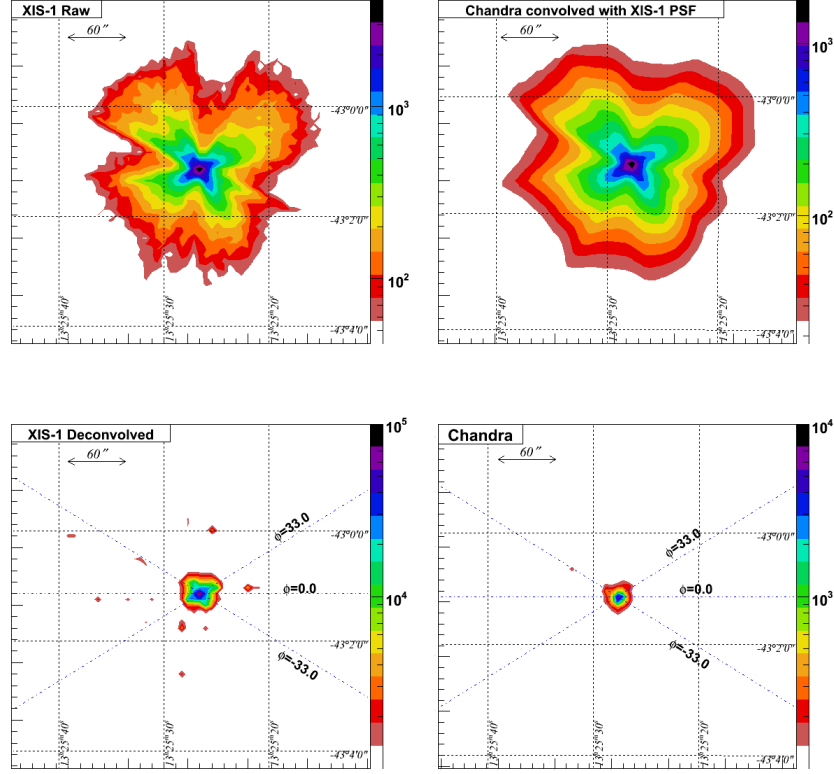 XIS-1 Raw
60″
-43°0′0″
-43°2′0″
-43°4′0″
13ʰ25ᵐ40ˢ
13ʰ25ᵐ30ˢ
13ʰ25ᵐ20ˢ
10³
10²
Chandra convolved with XIS-1 PSF
60″
-43°0′0″
-43°2′0″
-43°4′0″
13ʰ25ᵐ40ˢ
13ʰ25ᵐ30ˢ
13ʰ25ᵐ20ˢ
10³
10²
XIS-1 Deconvolved
60″
ϕ=33.0
ϕ=0.0
ϕ=-33.0
-43°0′0″
-43°2′0″
-43°4′0″
13ʰ25ᵐ40ˢ
13ʰ25ᵐ30ˢ
13ʰ25ᵐ20ˢ
10⁵
10⁴
Chandra
60″
ϕ=33.0
ϕ=0.0
ϕ=-33.0
-43°0′0″
-43°2′0″
-43°4′0″
13ʰ25ᵐ40ˢ
13ʰ25ᵐ30ˢ
13ʰ25ᵐ20ˢ
10⁴
10³